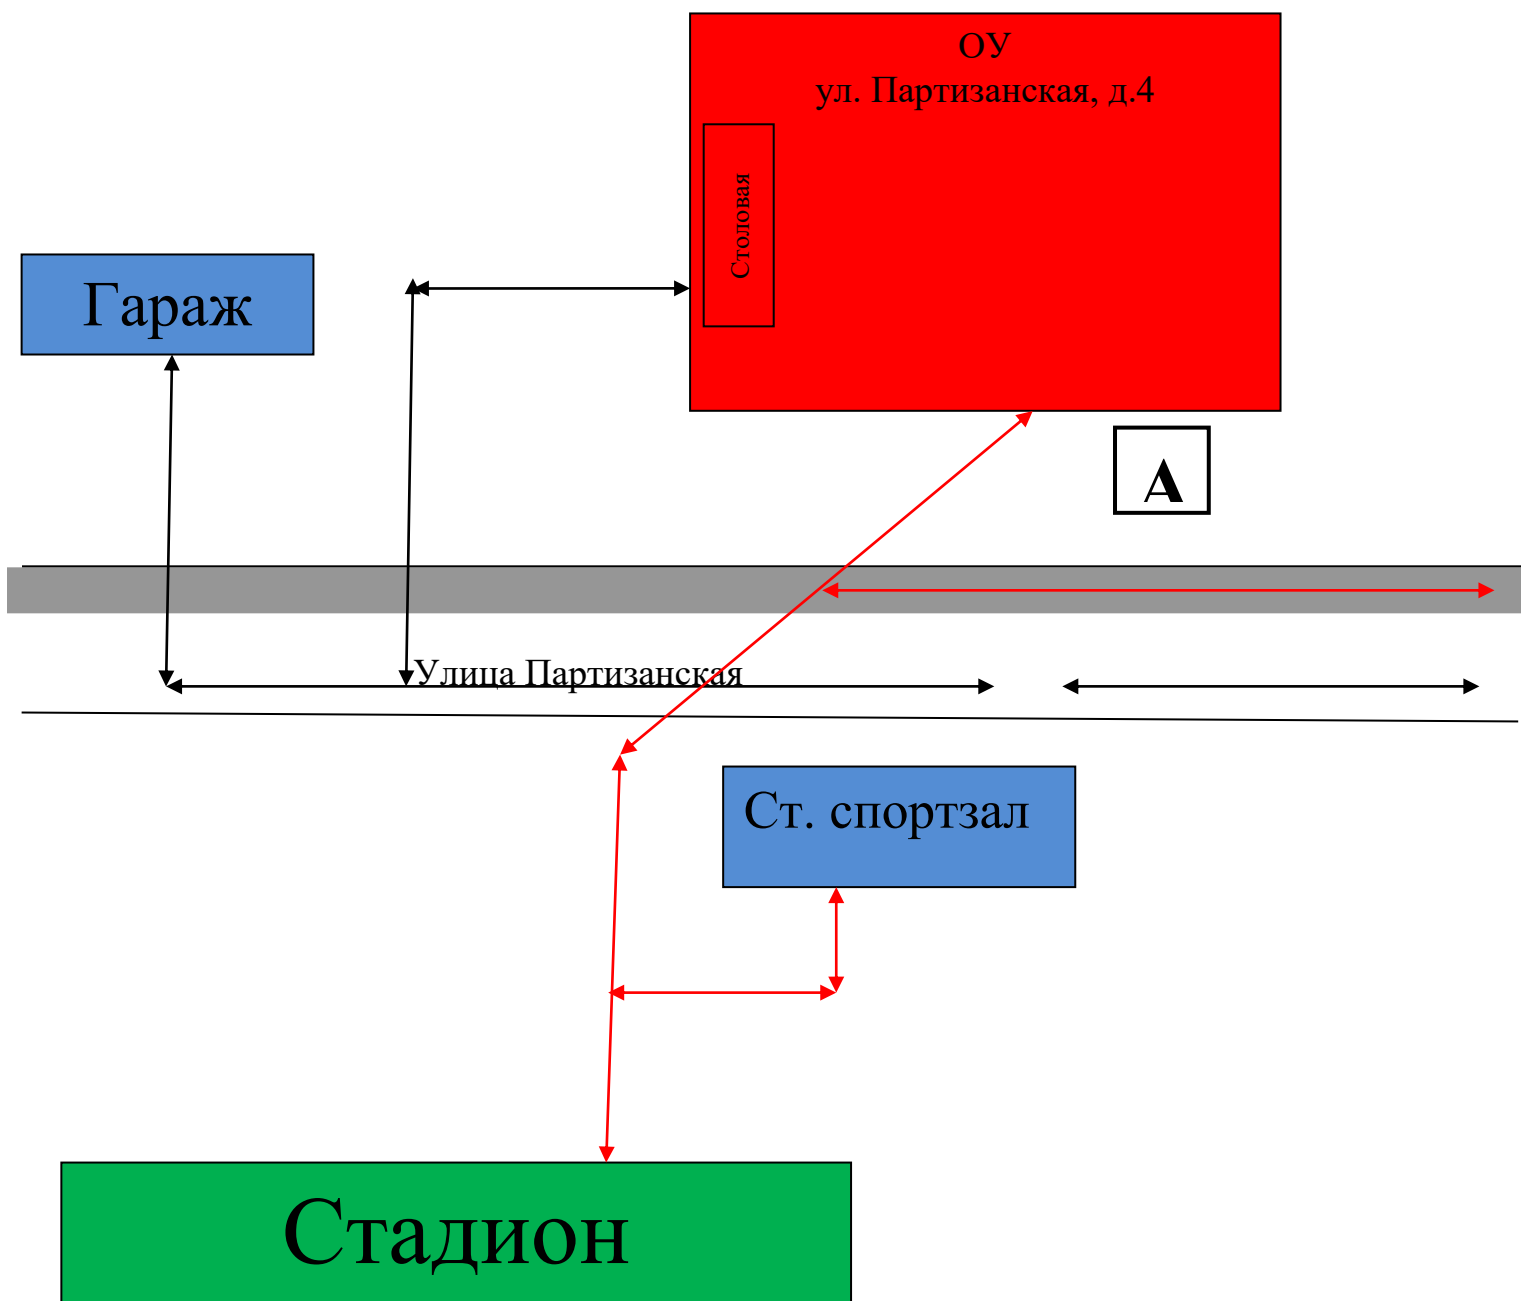 ОУ
ул. Партизанская, д.4
Столовая
Гараж
А
Улица Партизанская
Ст. спортзал
Стадион